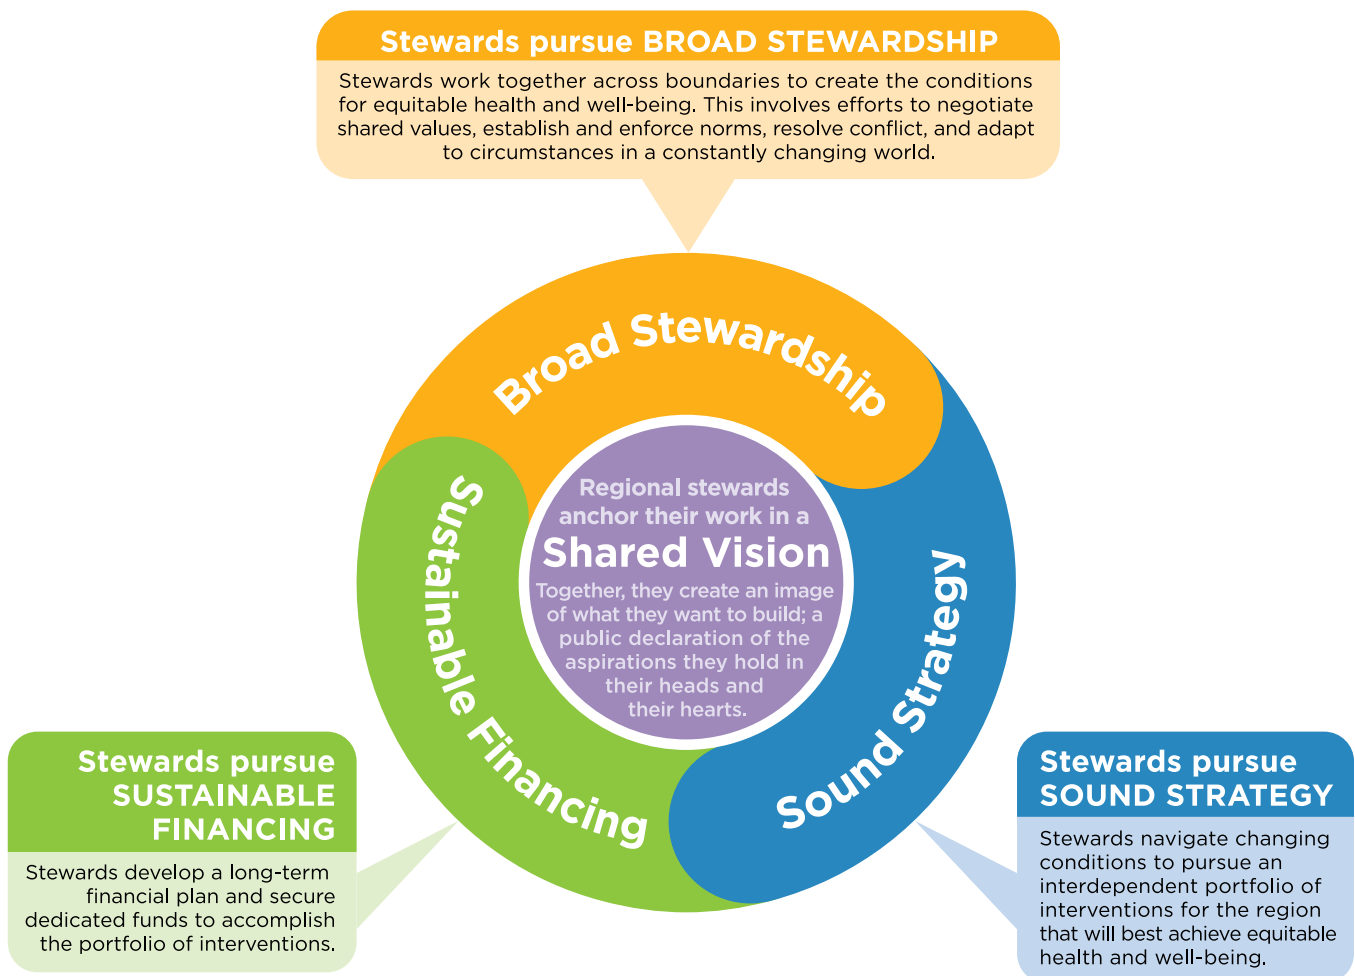 Stewards pursue BROAD STEWARDSHIP
Stewards work together across boundaries to create the conditions
for equitable health and well-being. This involves efforts to negotiate
shared values, establish and enforce norms, resolve conflict, and adapt
to circumstances in a constantly changing world.
Broad Stewardship
Regional stewards
anchor their work in a
Shared Vision
Together, they create an image
of what they want to build; a
public declaration of the
aspirations they hold in
their heads and
their hearts.
Sustainable Financing
Sound Strategy
Stewards pursue
SUSTAINABLE
FINANCING
Stewards develop a long-term
financial plan and secure
dedicated funds to accomplish
the portfolio of interventions.
Stewards pursue
SOUND STRATEGY
Stewards navigate changing
conditions to pursue an
interdependent portfolio of
interventions for the region
that will best achieve equitable
health and well-being.